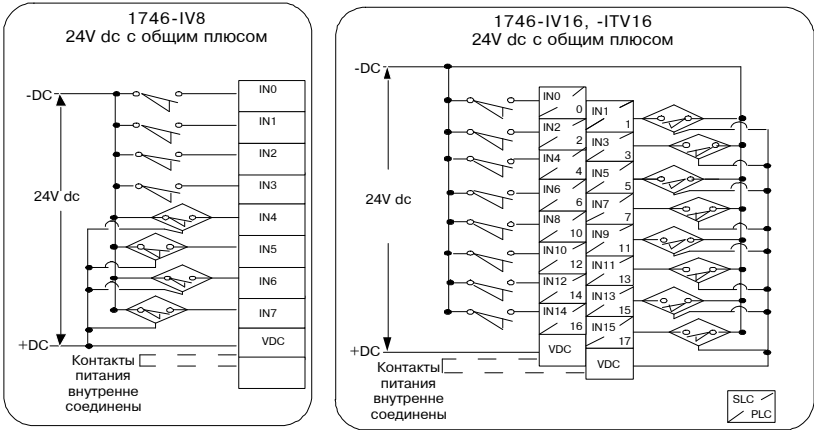 1746-IV8
24V dc с общим плюсом
-DC
24V dc
+DC
IN0
IN1
IN2
IN3
IN4
IN5
IN6
IN7
VDC
Контакты
питания
внутренне
соединены
1746-IV16, -ITV16
24V dc с общим плюсом
-DC
24V dc
+DC
IN0
0
IN1
1
IN2
2
IN3
3
IN4
4
IN5
5
IN6
6
IN7
7
IN8
10
IN9
11
IN10
12
IN11
13
IN12
14
IN13
15
IN14
16
IN15
17
VDC
VDC
Контакты
питания
внутренне
соединены
SLC
PLC